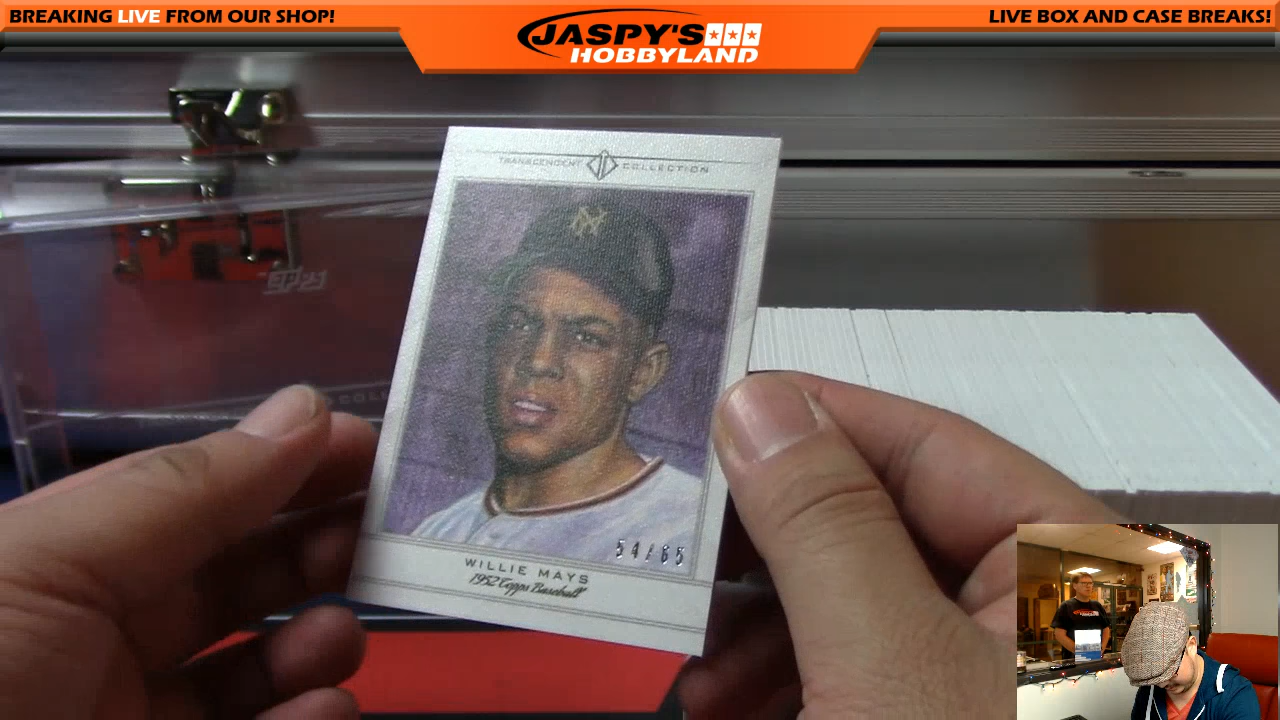 BREAKING LIVE FROM OUR SHOP!
JASPY'S
HOBBYLAND
LIVE BOX AND CASE BREAKS!
TRANSCENDENT COLLECTION
NY
54/65
WILLIE MAYS
1952 Topps Baseball